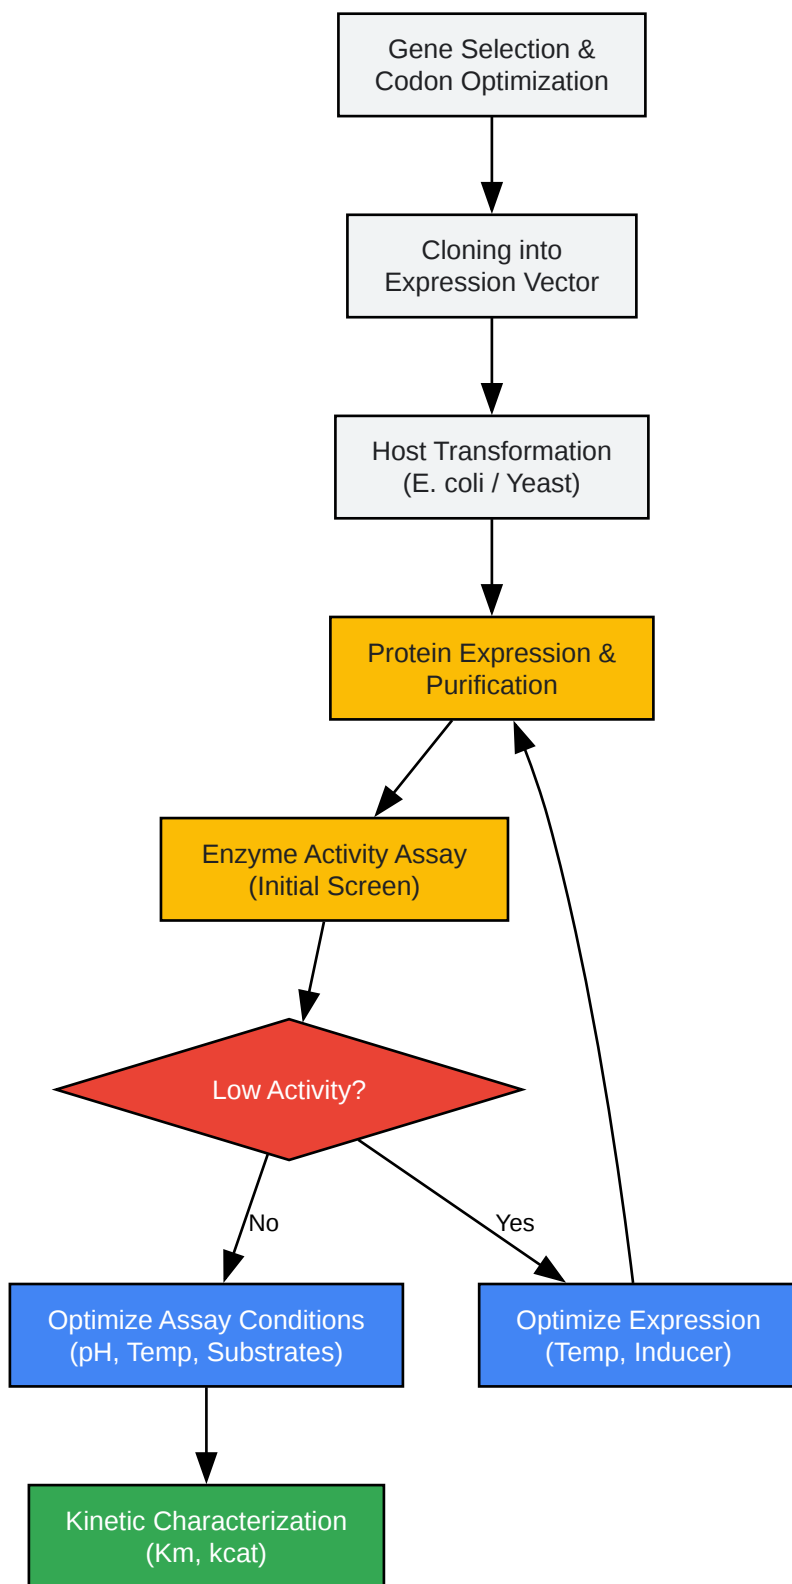 Gene Selection &
Codon Optimization
Cloning into
Expression Vector
Host Transformation
(E. coli / Yeast)
Protein Expression &
Purification
Enzyme Activity Assay
(Initial Screen)
Low Activity?
No
Yes
Optimize Assay Conditions
(pH, Temp, Substrates)
Optimize Expression
(Temp, Inducer)
Kinetic Characterization
(Km, kcat)